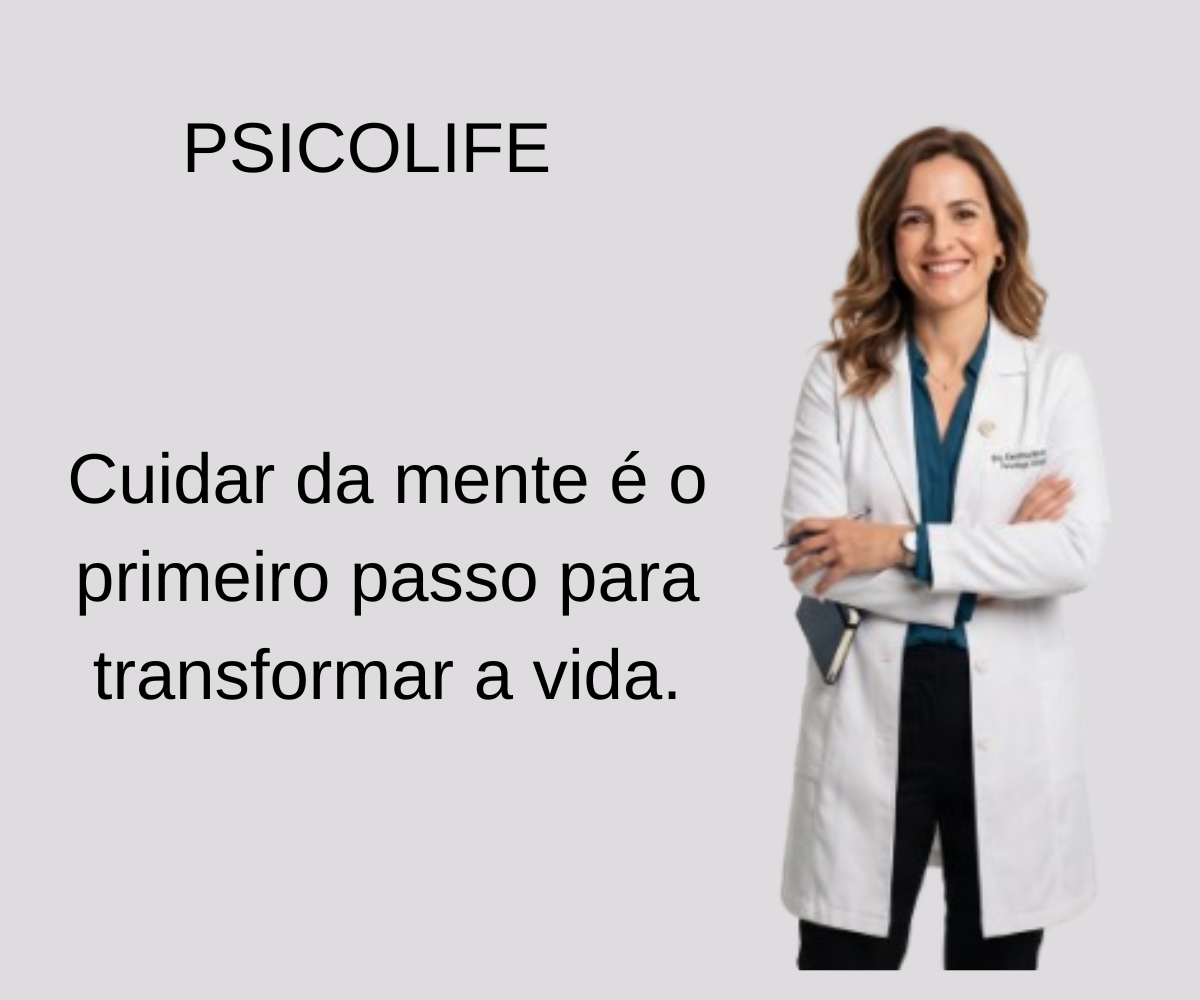 PSICOLIFE
Cuidar da mente é o
primeiro passo para
transformar a vida.